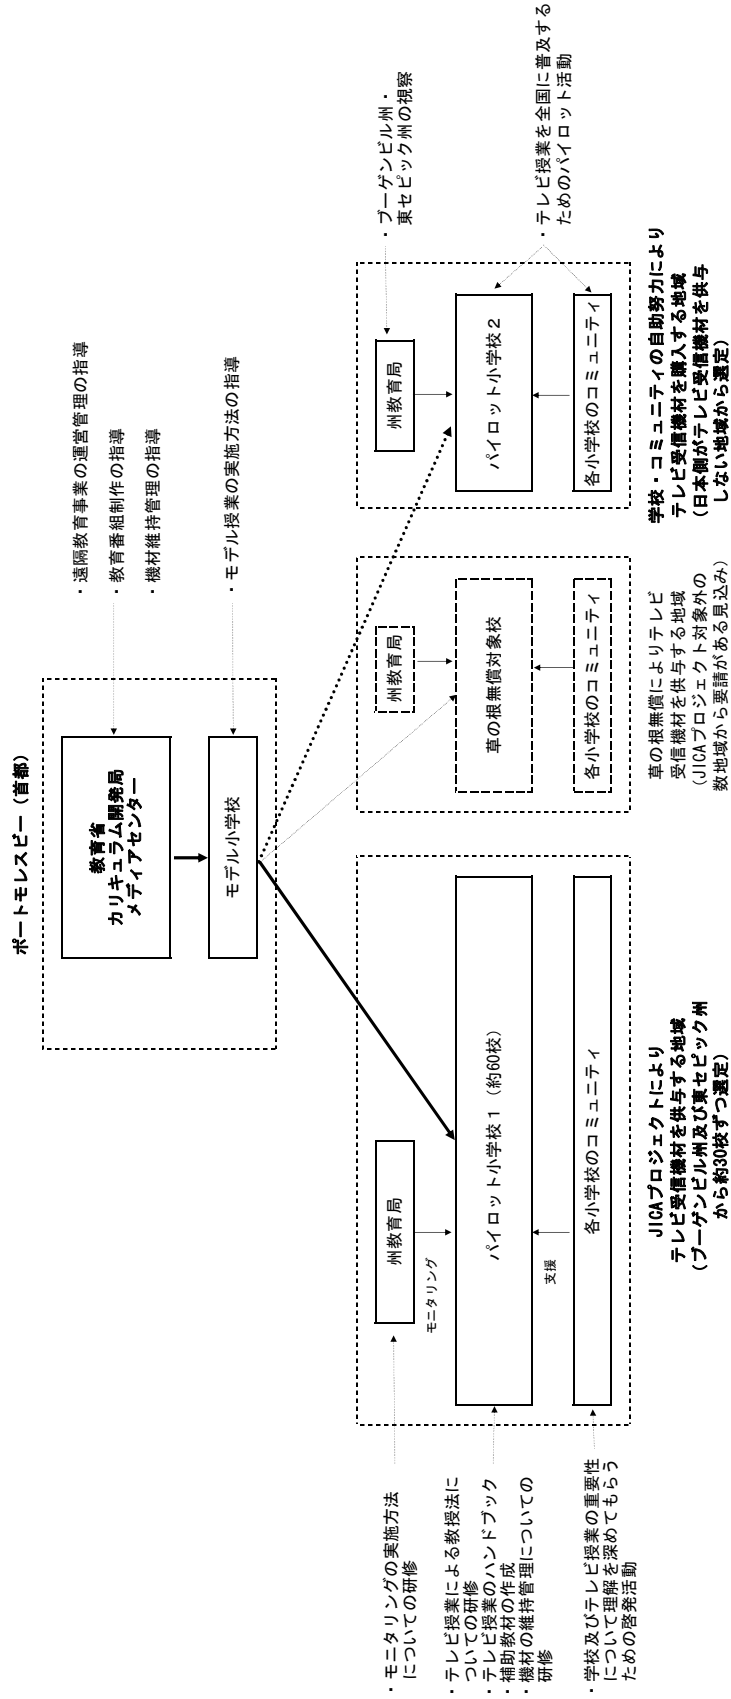 ポートモレスビー（首都）
教育省
カリキュラム開発局
メディアセンター
モデル小学校
・遠隔教育事業の運営管理の指導
・教育番組制作の指導
・機材維持管理の指導
・モデル授業の実施方法の指導
・モニタリングの実施方法
についての研修
・テレビ授業による教授法に
ついての研修
・テレビ授業のハンドブック
・補助教材の作成
・機材の維持管理についての
研修
・学校及びテレビ授業の重要性
について理解を深めてもらう
ための啓発活動
州教育局
モニタリング
パイロット小学校１（約60校）
支援
各小学校のコミュニティ
JICAプロジェクトにより
テレビ受信機材を供与する地域
（ブーゲンビル州及び東セピック州
から約30校ずつ選定）
州教育局
草の根無償対象校
各小学校のコミュニティ
草の根無償によりテレビ
受信機材を供与する地域
（JICAプロジェクト対象外の
数地域から要請がある見込み）
州教育局
パイロット小学校２
各小学校のコミュニティ
学校・コミュニティの自助努力により
テレビ受信機材を購入する地域
（日本側がテレビ受信機材を供与
しない地域から選定）
・ブーゲンビル州・
東セピック州の視察
・テレビ授業を全国に普及する
ためのパイロット活動